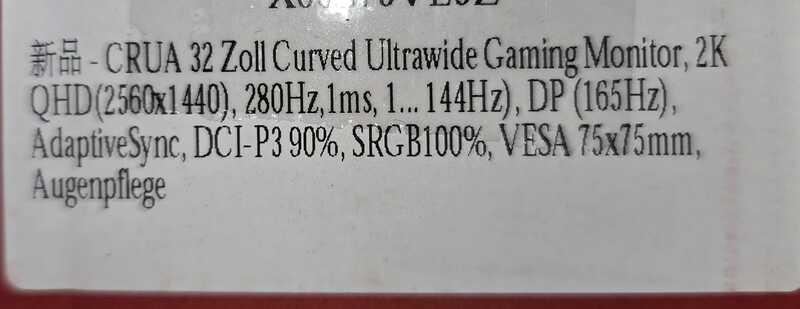 新品 - CRUA 32 Zoll Curved Ultrawide Gaming Monitor, 2K
QHD(2560x1440), 280Hz,1ms, 1... 144Hz), DP (165Hz),
AdaptiveSync, DCI-P3 90%, SRGB100%, VESA 75x75mm,
Augenpflege